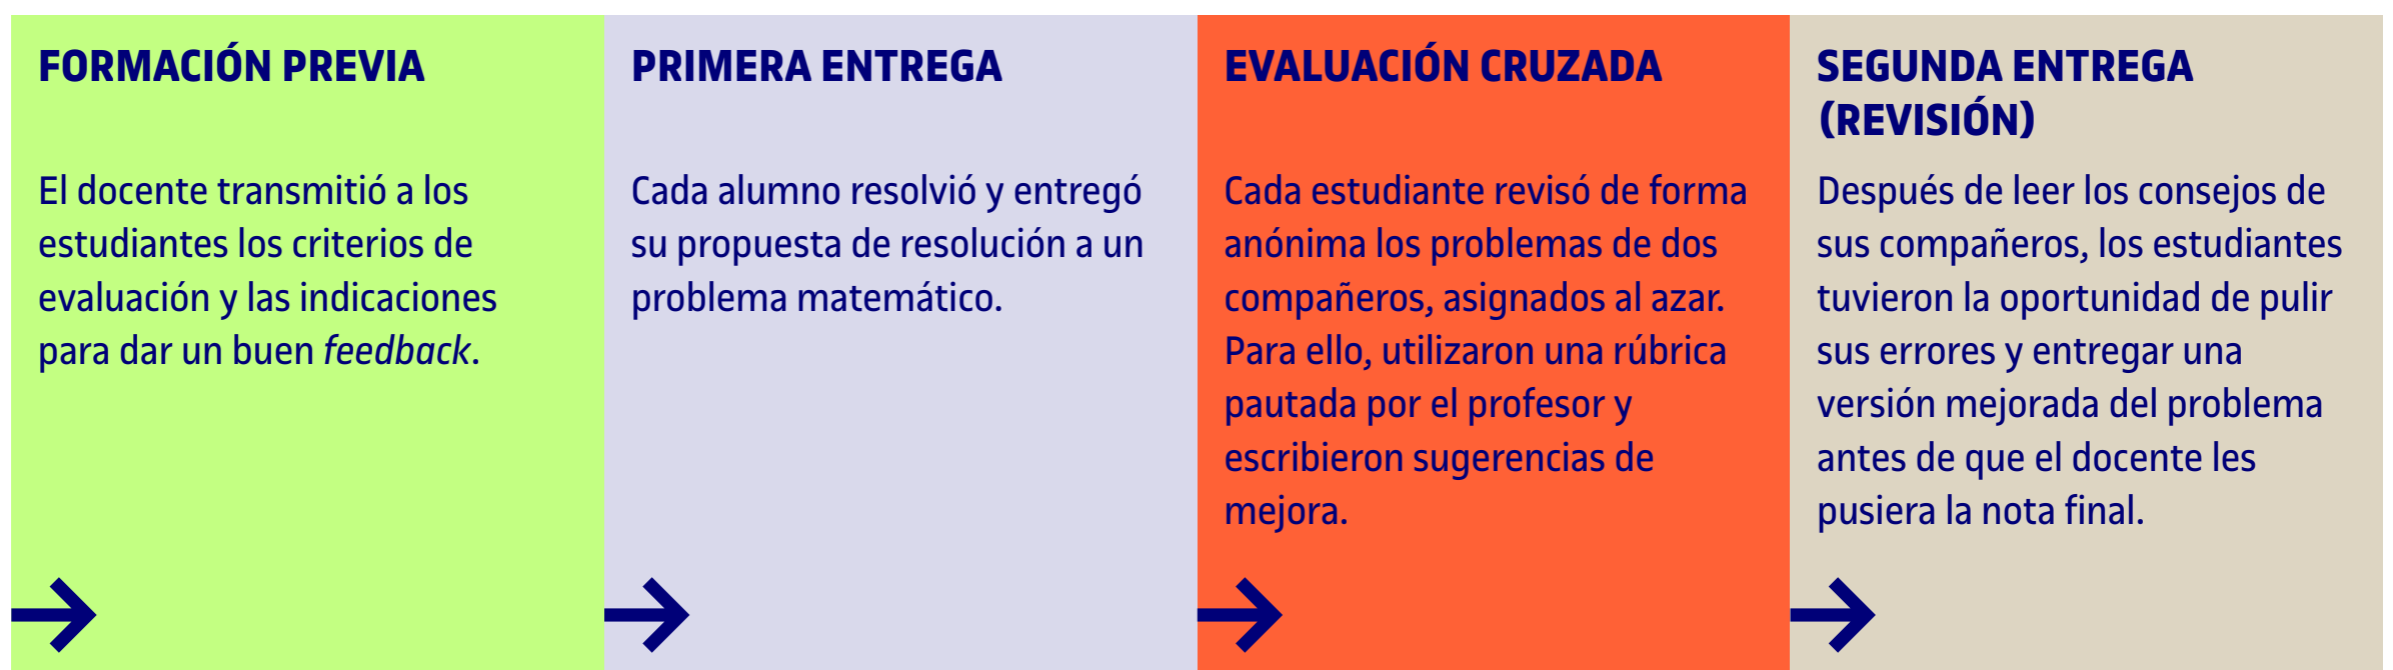 FORMACIÓN PREVIA
El docente transmitió a los
estudiantes los criterios de
evaluación y las indicaciones
para dar un buen feedback.
PRIMERA ENTREGA
Cada alumno resolvió y entregó
su propuesta de resolución a un
problema matemático.
EVALUACIÓN CRUZADA
Cada estudiante revisó de forma
anónima los problemas de dos
compañeros, asignados al azar.
Para ello, utilizaron una rúbrica
pautada por el profesor y
escribieron sugerencias de
mejora.
SEGUNDA ENTREGA
(REVISIÓN)
Después de leer los consejos de
sus compañeros, los estudiantes
tuvieron la oportunidad de pulir
sus errores y entregar una
versión mejorada del problema
antes de que el docente les
pusiera la nota final.